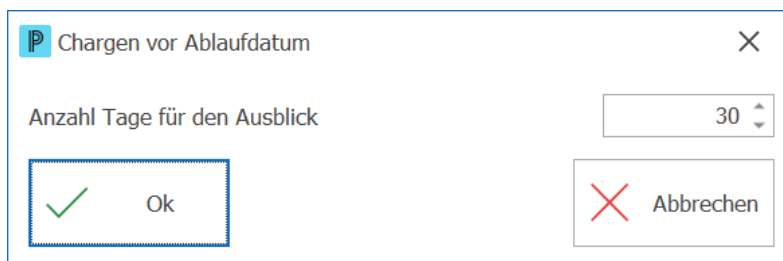 Chargen vor Ablaufdatum
Anzahl Tage für den Ausblick 30
Ok Abbrechen